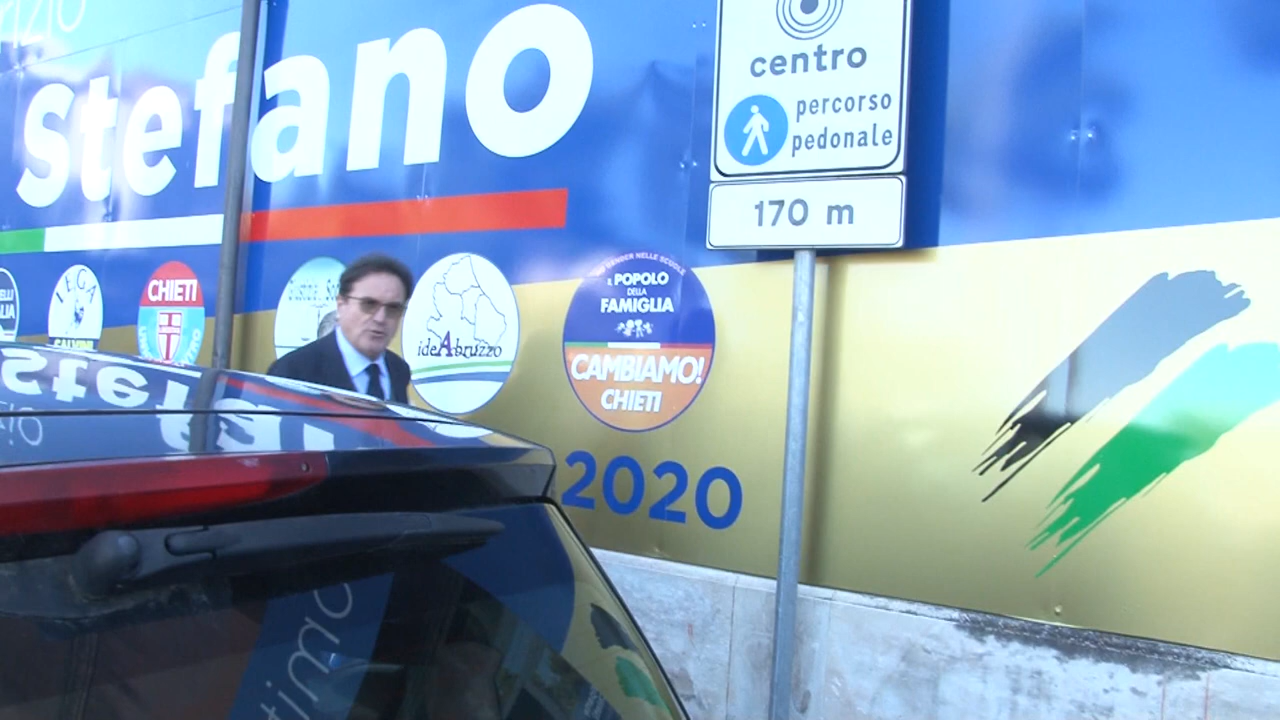 stefano
centro
percorso
pedonale
170 m
LEGA
SALVINI
CHIETI
ideAbruzzo
IL POPOLO
DELLA
FAMIGLIA
CAMBIAMO!
CHIETI
2020